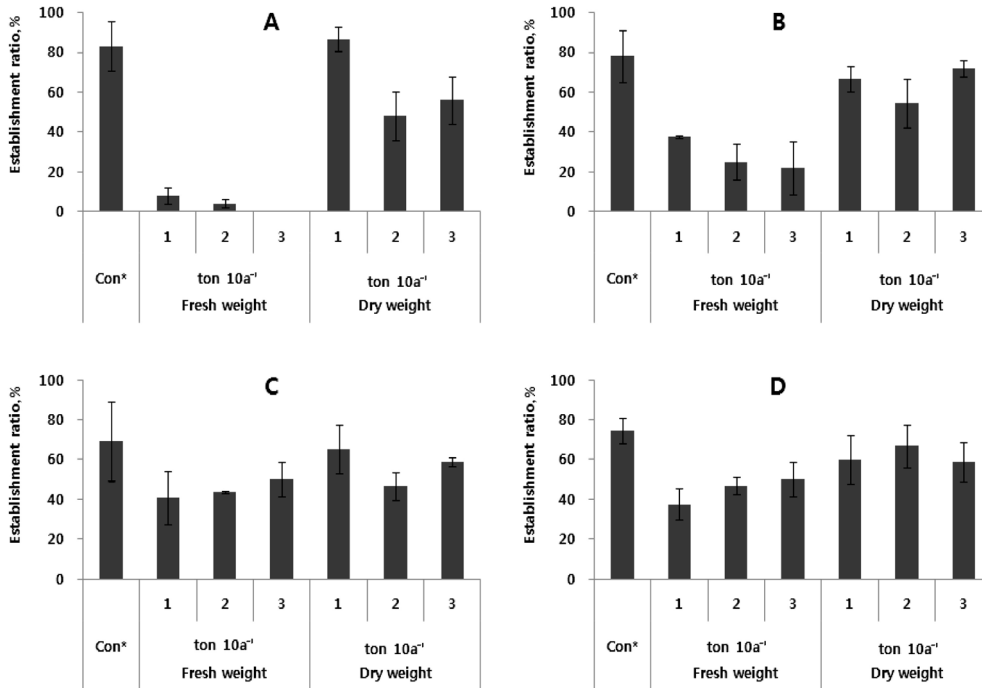 A
Establishment ratio,%
100
80
60
40
20
0
1 2 3 1 2 3
Con* ton 10a⁻¹ ton 10a⁻¹
Fresh weight Dry weight
B
Establishment ratio,%
100
80
60
40
20
0
1 2 3 1 2 3
Con* ton 10a⁻¹ ton 10a⁻¹
Fresh weight Dry weight
C
Establishment ratio,%
100
80
60
40
20
0
1 2 3 1 2 3
Con* ton 10a⁻¹ ton 10a⁻¹
Fresh weight Dry weight
D
Establishment ratio,%
100
80
60
40
20
0
1 2 3 1 2 3
Con* ton 10a⁻¹ ton 10a⁻¹
Fresh weight Dry weight